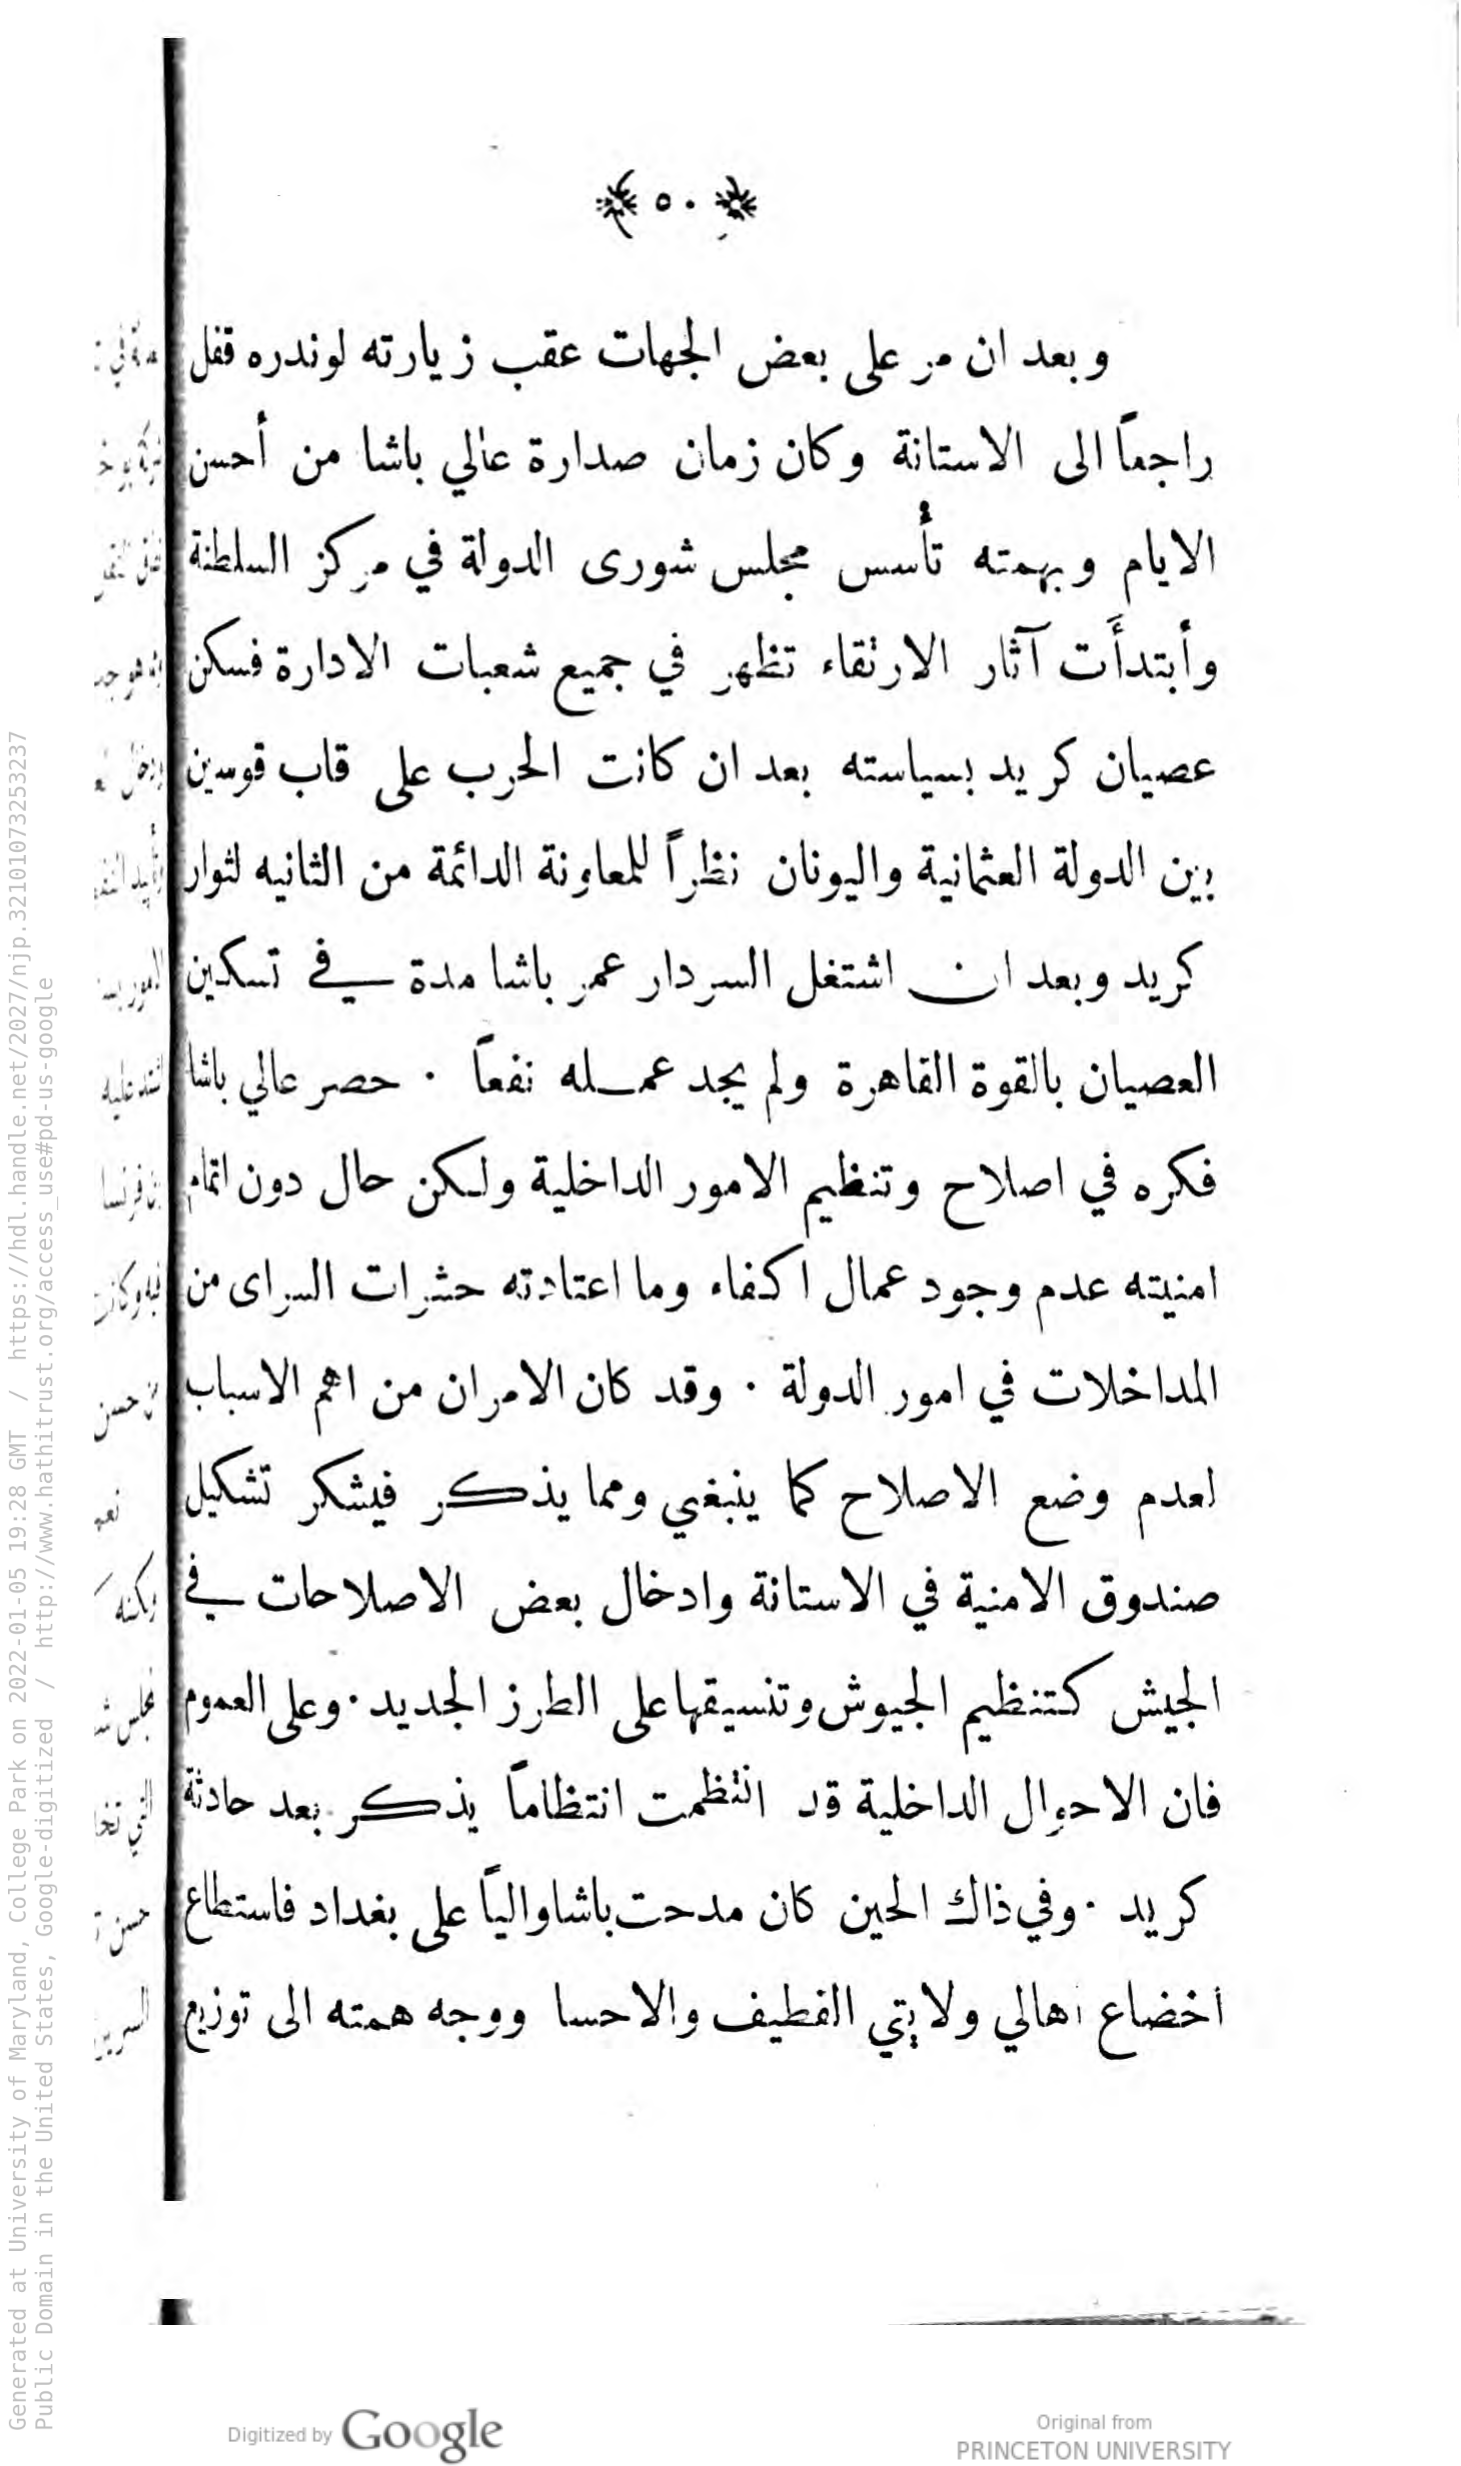 ٥٠
وبعد ان مر على بعض الجهات عقب زيارته لوندره قفل
راجعاً الى الاستانة وكان زمان صدارة عالي باشا من أحسن
الايام وبهمته تأسس مجلس شورى الدولة في مركز السلطنة
وأبتدأَت آثار الارثقاء تظهر في جميع شعبات الادارة فسكن
عصيان كريد بسياسته بعد ان كانت الحرب على قاب قوسين
بين الدولة العثمانية واليونان نظراً للمعاونة الدائمة من الثانيه لثوار
كريد وبعد ان اشتغل السردار عمر باشا مدة في تسكين
العصيان بالقوة القاهرة ولم يجد عمله نفعاً · حصر عالي باشا
فكره في اصلاح وتنظيم الامور الداخلية ولكن حال دون اتمام
امنيته عدم وجود عمال اكفاء وما اعتادته حشرات السراى من
المداخلات في امور الدولة · وقد كان الامران من اهم الاسباب
لعدم وضع الاصلاح كما ينبغي ومما يذكر فيشكر تشكيل
صندوق الامنية في الاستانة وادخال بعض الاصلاحات في
الجيش كتنظيم الجيوش وتنسيقها على الطرز الجديد · وعلى العموم
فان الاحوال الداخلية قد انتظمت انتظاماً يذكر بعد حادثة
كريد · وفي ذاك الحين كان مدحت باشا والياً على بغداد فاستطاع
اخضاع اهالي ولايتي القطيف والاحسا ووجه همته الى توزيع
Generated at University of Maryland, College Park on 2022-01-05 19:28 GMT / https://hdl.handle.net/2027/njp.32101073253237
Public Domain in the United States, Google-digitized / http://www.hathitrust.org/access_use#pd-us-google
Digitized by Google
Original from
PRINCETON UNIVERSITY